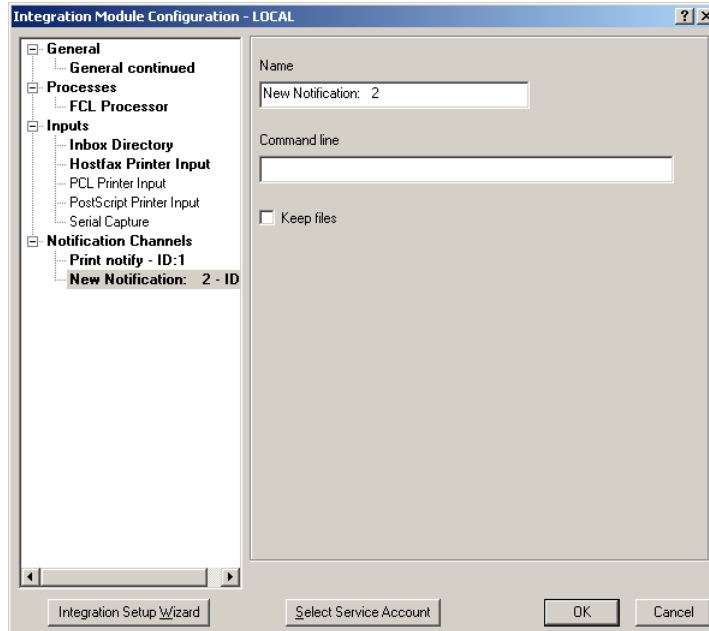 Integration Module Configuration - LOCAL
General
General continued
Processes
FCL Processor
Inputs
Inbox Directory
Hostfax Printer Input
PCL Printer Input
PostScript Printer Input
Serial Capture
Notification Channels
Print notify - ID:1
New Notification: 2 - ID
Name
New Notification: 2
Command line
Keep files
Integration Setup Wizard
Select Service Account
OK
Cancel